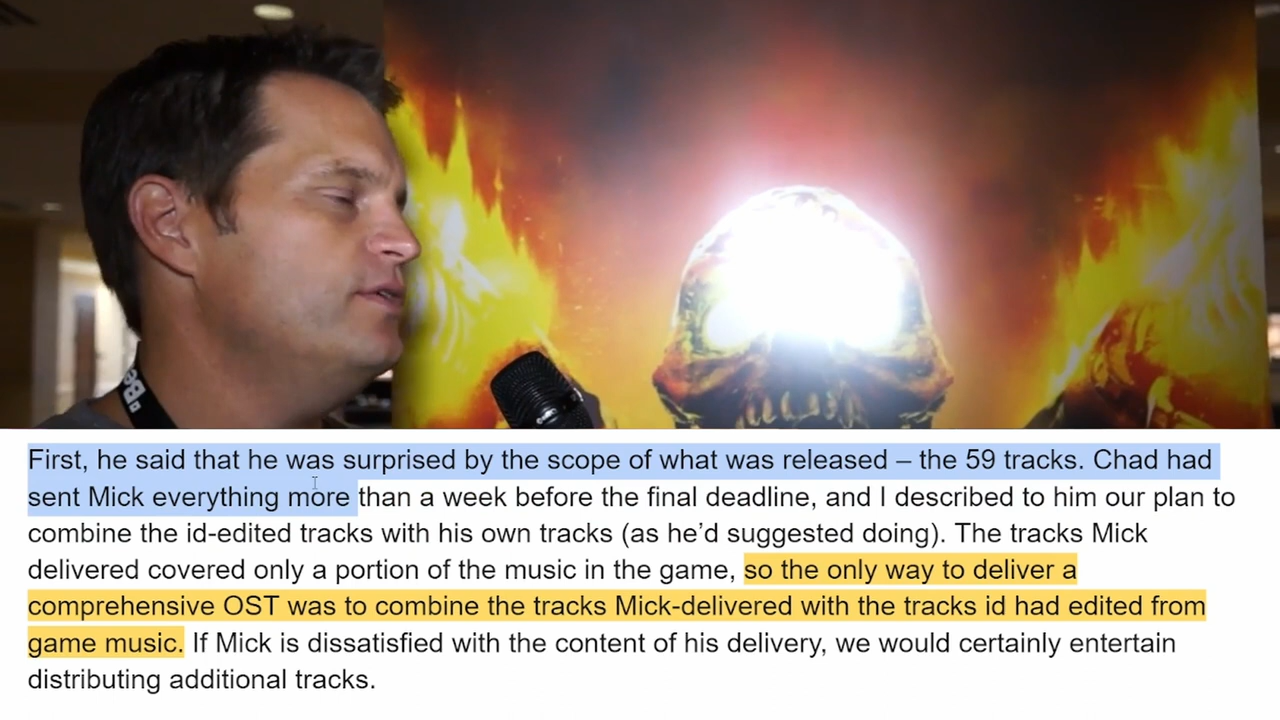 Be
First, he said that he was surprised by the scope of what was released – the 59 tracks. Chad had
sent Mick everything more than a week before the final deadline, and I described to him our plan to
combine the id-edited tracks with his own tracks (as he’d suggested doing). The tracks Mick
delivered covered only a portion of the music in the game, so the only way to deliver a
comprehensive OST was to combine the tracks Mick-delivered with the tracks id had edited from
game music. If Mick is dissatisfied with the content of his delivery, we would certainly entertain
distributing additional tracks.